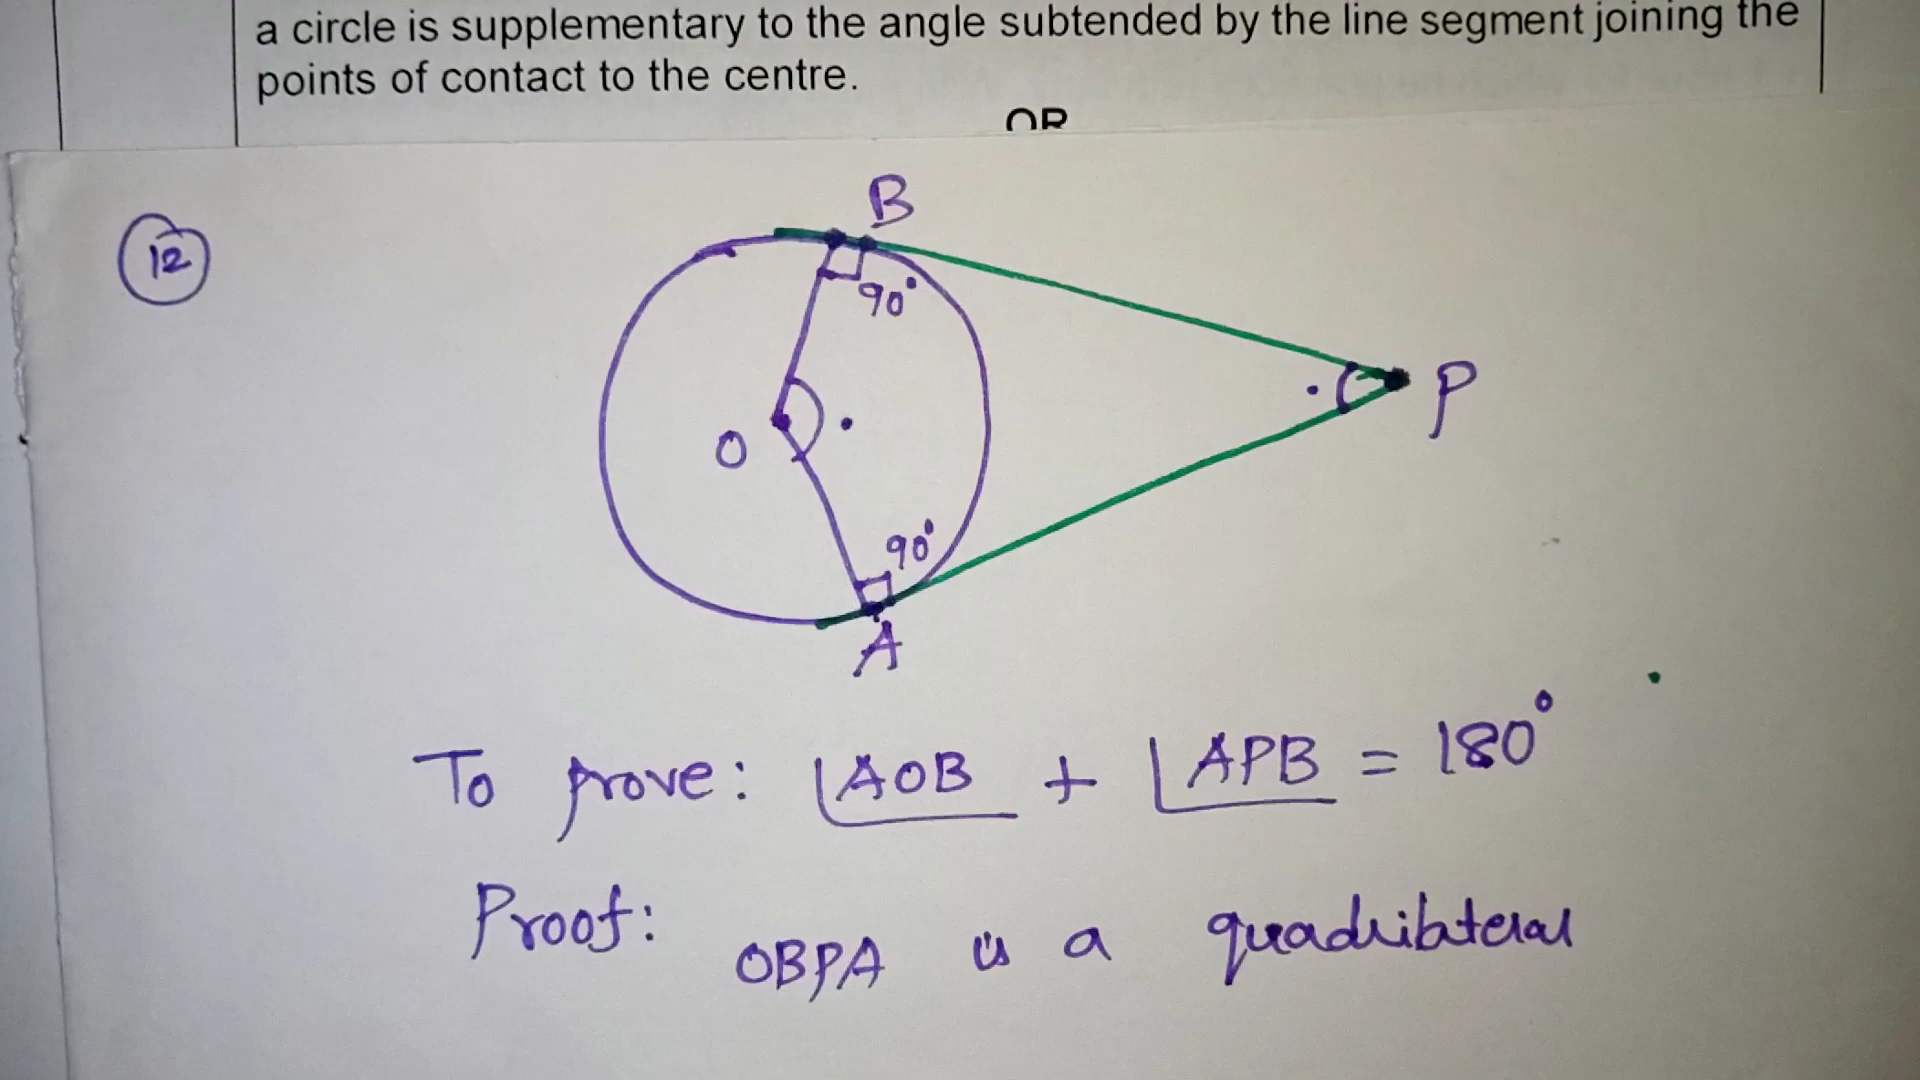 a circle is supplementary to the angle subtended by the line segment joining the
points of contact to the centre.
OR
12
B
90°
P
O
90°
A
To prove: ∠AOB + ∠APB = 180°
Proof: OBPA is a quadrilateral